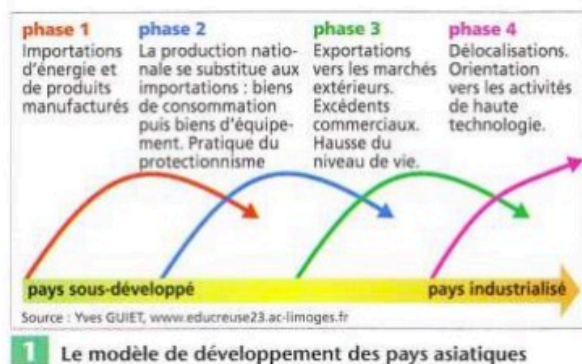 phase 1
Importations
d'énergie et
de produits
manufacturés
phase 2
La production natio-
nale se substitue aux
importations : biens
de consommation
puis biens d'équipe-
ment. Pratique du
protectionnisme
phase 3
Exportations
vers les marchés
extérieurs.
Excédents
commerciaux.
Hausse du
niveau de vie.
phase 4
Délocalisations.
Orientation
vers les activités
de haute
technologie.
pays sous-développé
pays industrialisé
Source : Yves GUIET, www.educreuse23.ac-limoges.fr
1 Le modèle de développement des pays asiatiques